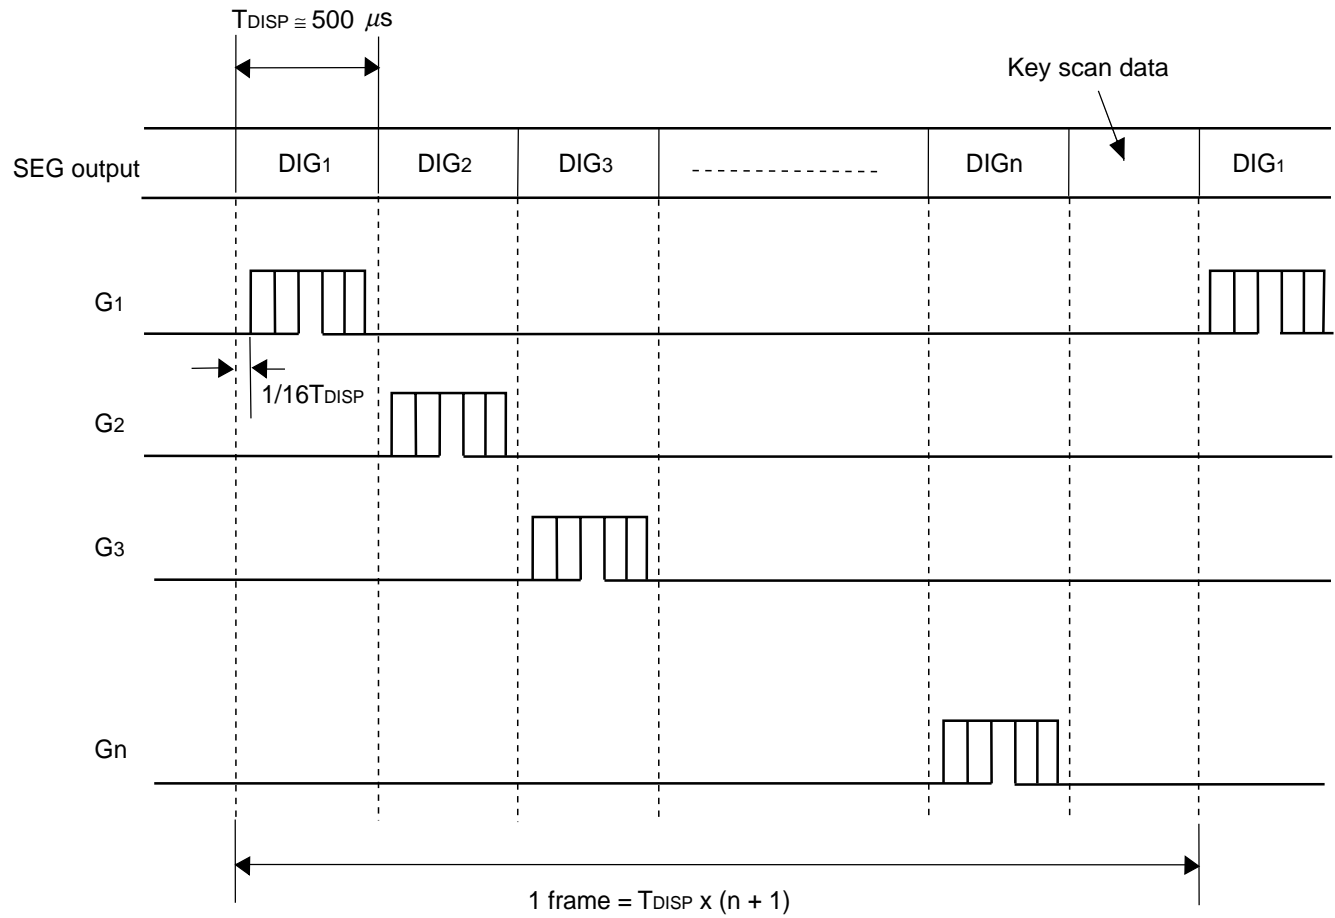 TDISP ≅ 500 µs
Key scan data
SEG output DIG1 DIG2 DIG3 DIGn DIG1
G1
1/16TDISP
G2
G3
Gn
1 frame = TDISP x (n + 1)